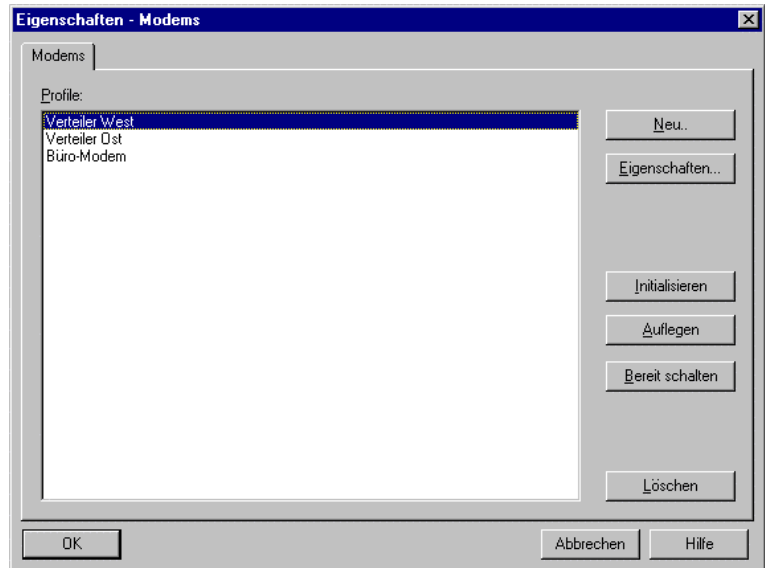 Eigenschaften - Modems
Modems
Profile:
Verteiler West
Verteiler Ost
Büro-Modem
Neu..
Eigenschaften...
Initialisieren
Auflegen
Bereit schalten
Löschen
OK
Abbrechen
Hilfe